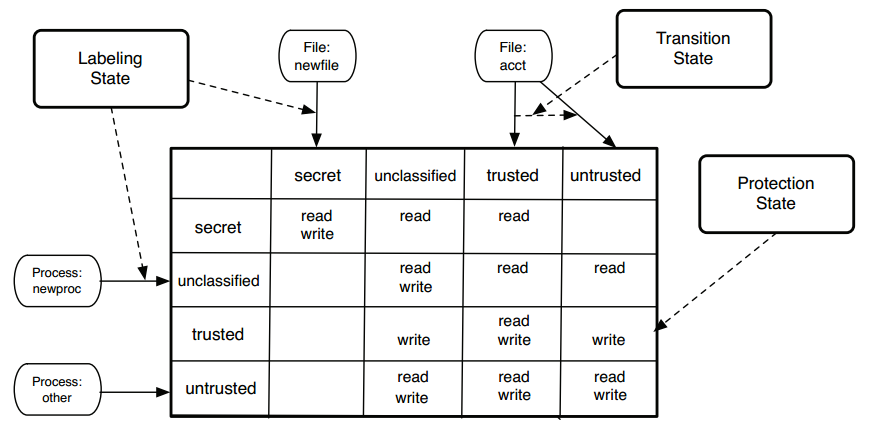 Labeling
State
File:
newfile
File:
acct
Transition
State
secret
unclassified
trusted
untrusted
Protection
State
secret
read
write
read
read
Process:
newproc
unclassified
read
write
read
read
trusted
write
read
write
write
Process:
other
untrusted
read
write
read
write
read
write